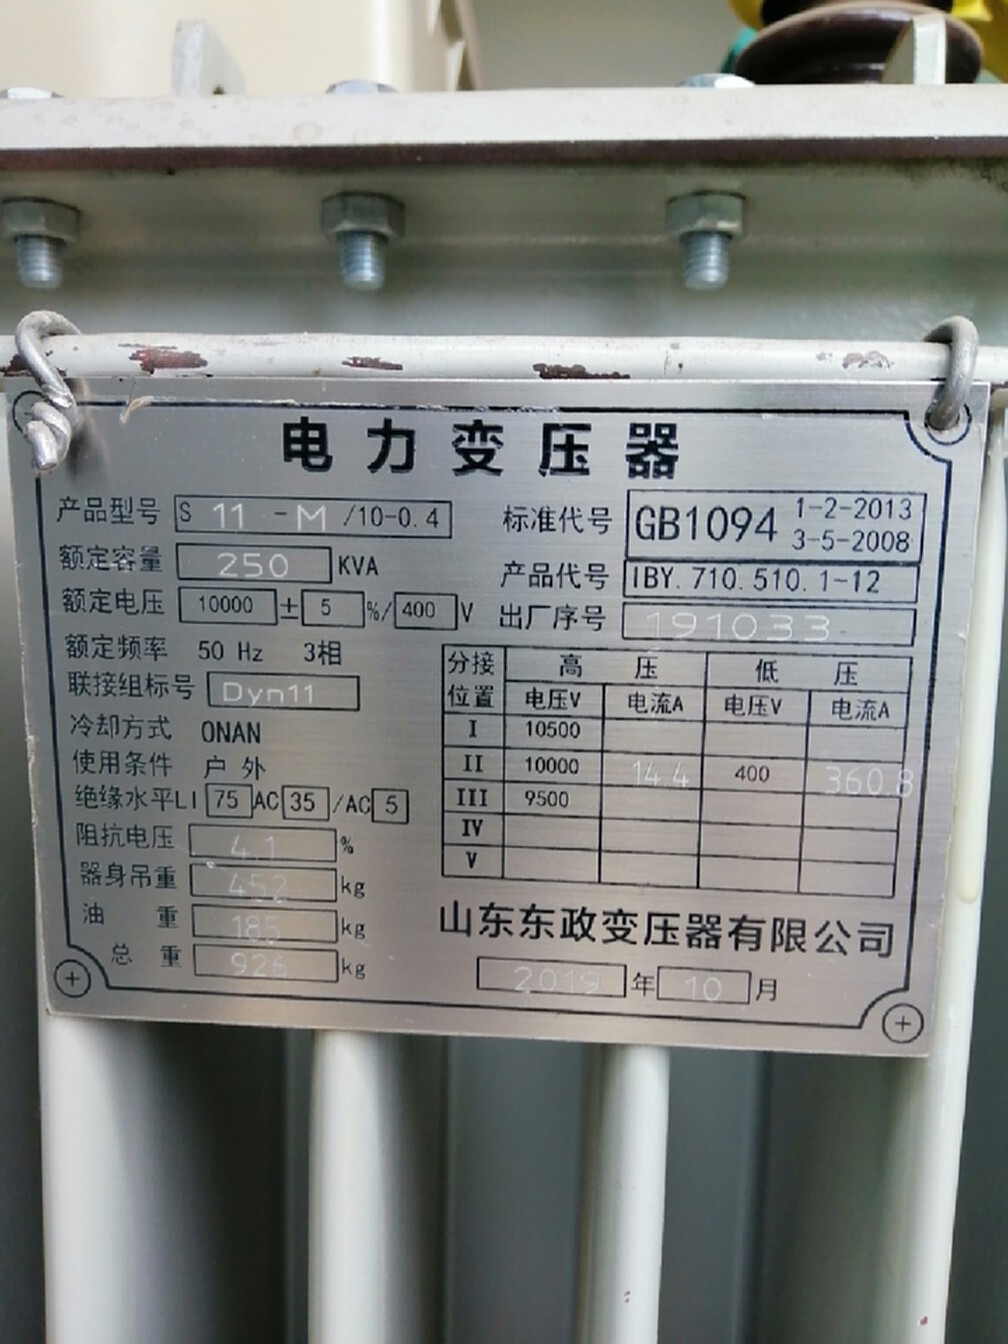 电力变压器
产品型号 S 11 -M /10-0.4
标准代号 GB1094 1-2-2013 3-5-2008
额定容量 250 KVA
产品代号 1BY.710.510.1-12
额定电压 10000 ± 5 %/ 400 V
出厂序号 191033
额定频率 50 Hz 3相
联接组标号 Dyn11
冷却方式 ONAN
使用条件 户外
绝缘水平LI 75 AC 35 /AC 5
阻抗电压 4.1 %
器身吊重 452 kg
油重 185 kg
总重 926 kg
分接位置 高压 低压
电压V 电流A 电压V 电流A
I 10500
II 10000 14.4 400 360.8
III 9500
IV
V
山东东政变压器有限公司
2019 年 10 月